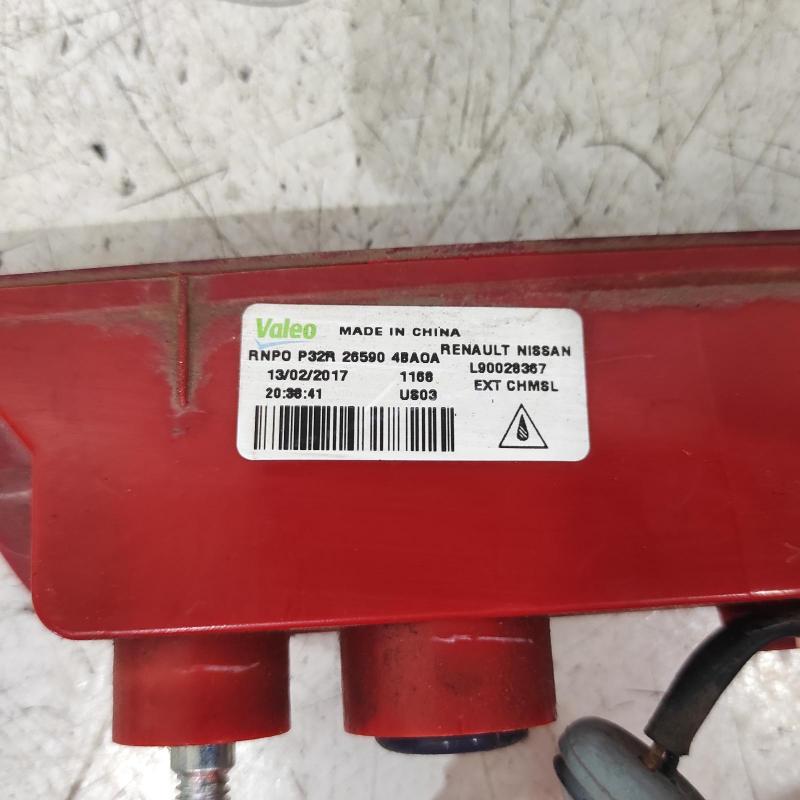 Valeo MADE IN CHINA
RNPO P32R 26590 4BA0A RENAULT NISSAN
13/02/2017 1168 L90028367
20:38:41 US03 EXT CHMSL